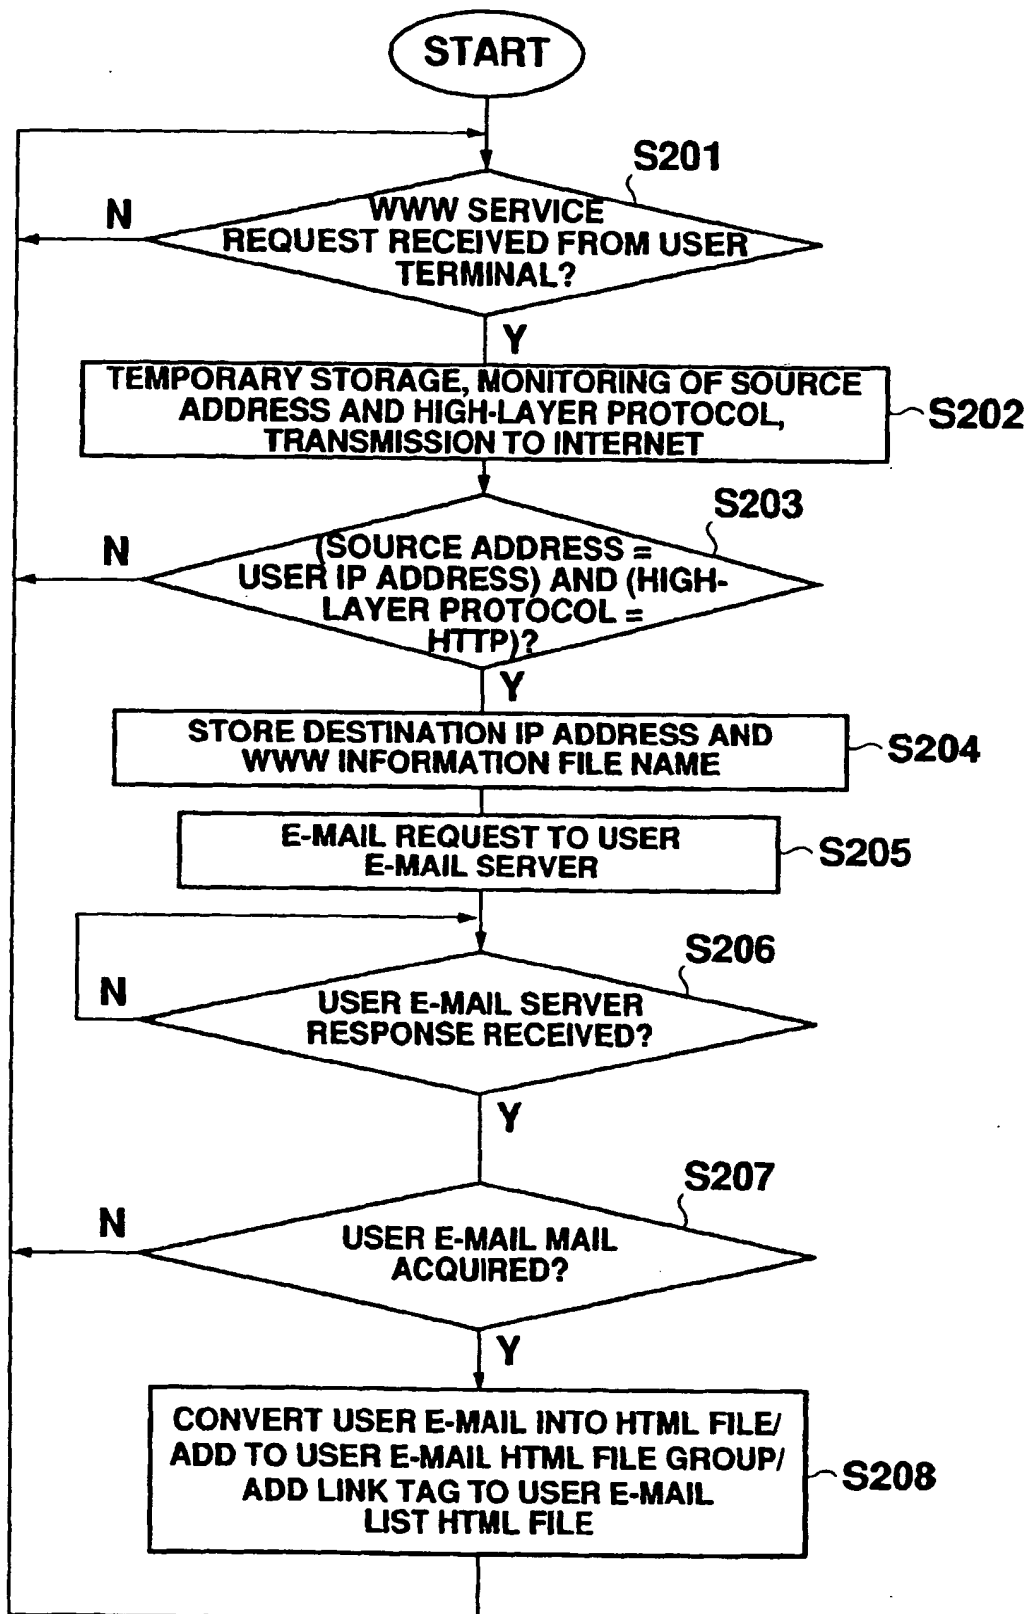 START
S201
N
WWW SERVICE
REQUEST RECEIVED FROM USER
TERMINAL?
Y
TEMPORARY STORAGE, MONITORING OF SOURCE
ADDRESS AND HIGH-LAYER PROTOCOL,
TRANSMISSION TO INTERNET
S202
S203
N
(SOURCE ADDRESS =
USER IP ADDRESS) AND (HIGH-
LAYER PROTOCOL =
HTTP)?
Y
STORE DESTINATION IP ADDRESS AND
WWW INFORMATION FILE NAME
S204
E-MAIL REQUEST TO USER
E-MAIL SERVER
S205
S206
N
USER E-MAIL SERVER
RESPONSE RECEIVED?
Y
S207
N
USER E-MAIL MAIL
ACQUIRED?
Y
CONVERT USER E-MAIL INTO HTML FILE/
ADD TO USER E-MAIL HTML FILE GROUP/
ADD LINK TAG TO USER E-MAIL
LIST HTML FILE
S208